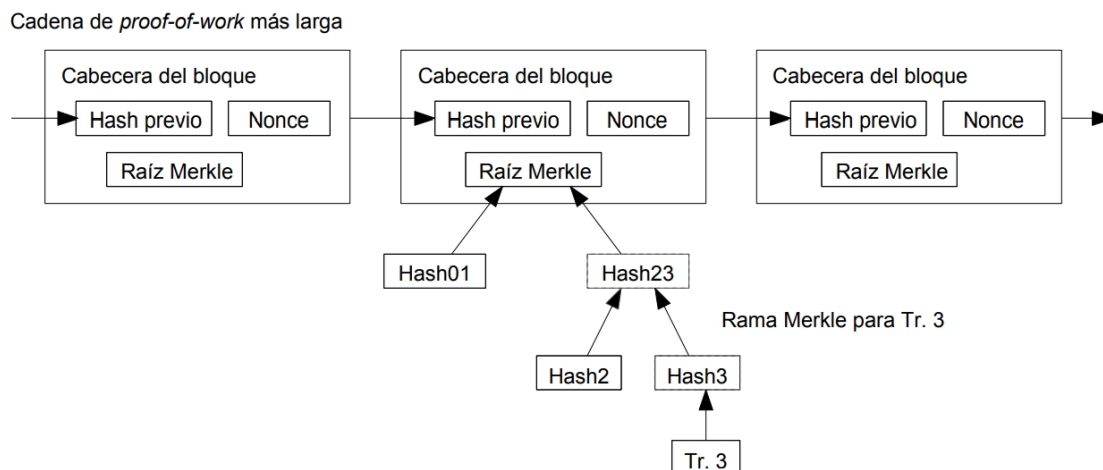 Cadena de proof-of-work más larga
Cabecera del bloque
Hash previo
Nonce
Raíz Merkle
Cabecera del bloque
Hash previo
Nonce
Raíz Merkle
Cabecera del bloque
Hash previo
Nonce
Raíz Merkle
Hash01
Hash23
Rama Merkle para Tr. 3
Hash2
Hash3
Tr. 3